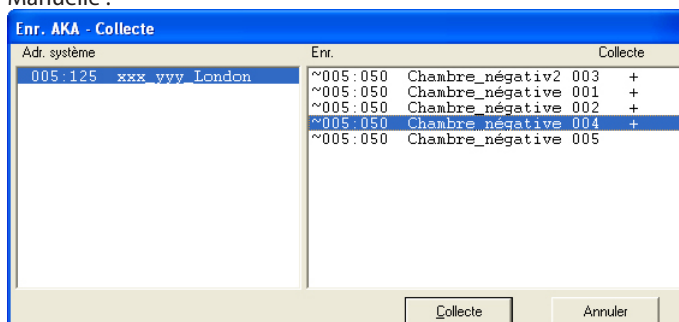 Manuelle :
Enr. AKA - Collecte
Adr. système Enr. Collecte
005:125 xxx_yyy_London
~005:050 Chambre_négativ2 003 +
~005:050 Chambre_négative 001 +
~005:050 Chambre_négative 002 +
~005:050 Chambre_négative 004 +
~005:050 Chambre_négative 005
Collecte Annuler